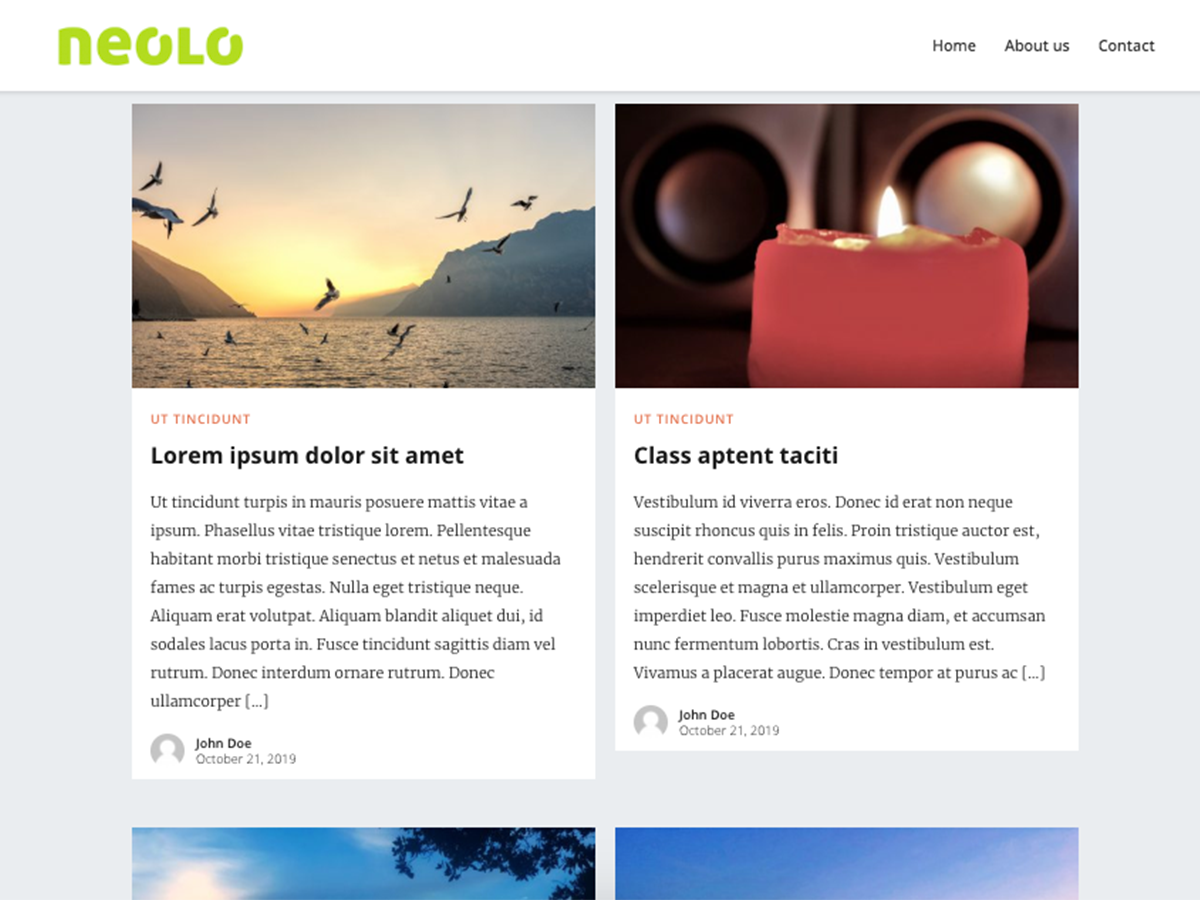 neolo
Home
About us
Contact
UT TINCIDUNT
Lorem ipsum dolor sit amet
Ut tincidunt turpis in mauris posuere mattis vitae a
ipsum. Phasellus vitae tristique lorem. Pellentesque
habitant morbi tristique senectus et netus et malesuada
fames ac turpis egestas. Nulla eget tristique neque.
Aliquam erat volutpat. Aliquam blandit aliquet dui, id
sodales lacus porta in. Fusce tincidunt sagittis diam vel
rutrum. Donec interdum ornare rutrum. Donec
ullamcorper [...]
John Doe
October 21, 2019
UT TINCIDUNT
Class aptent taciti
Vestibulum id viverra eros. Donec id erat non neque
suscipit rhoncus quis in felis. Proin tristique auctor est,
hendrerit convallis purus maximus quis. Vestibulum
scelerisque et magna et ullamcorper. Vestibulum eget
imperdiet leo. Fusce molestie magna diam, et accumsan
nunc fermentum lobortis. Cras in vestibulum est.
Vivamus a placerat augue. Donec tempor at purus ac [...]
John Doe
October 21, 2019